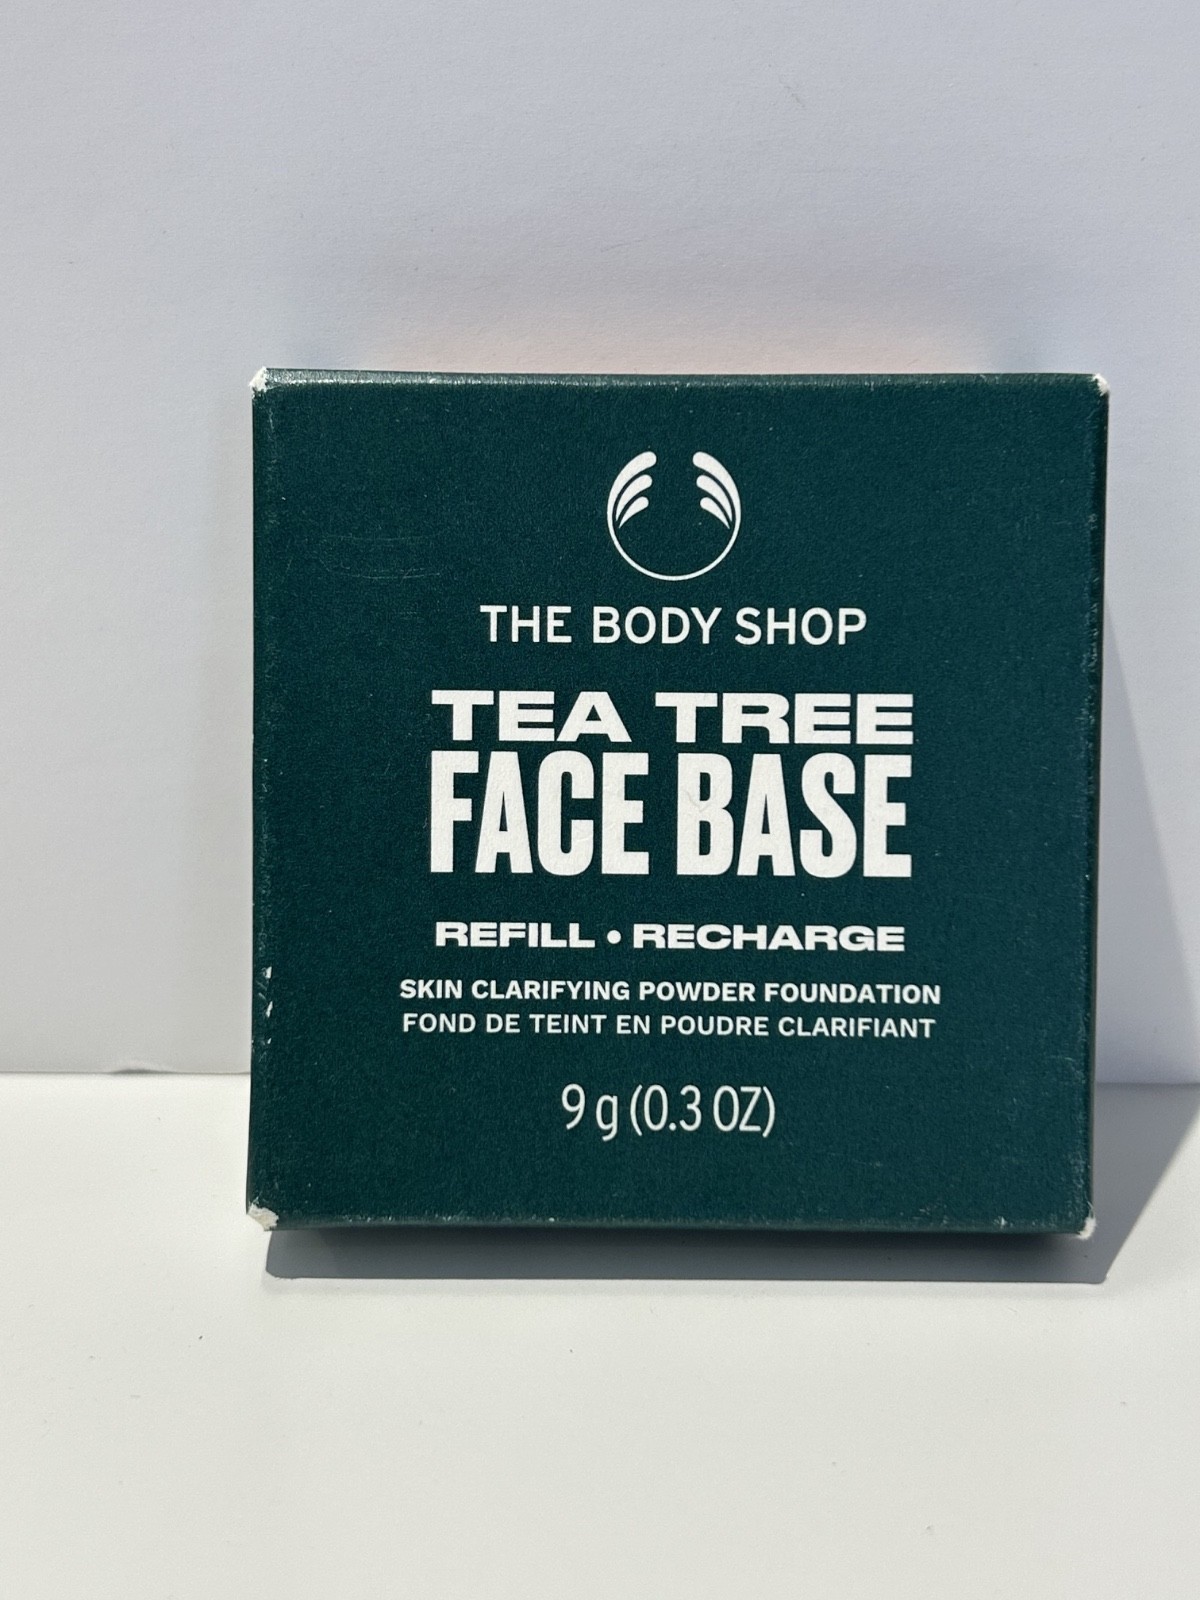 THE BODY SHOP
TEA TREE
FACE BASE
REFILL • RECHARGE
SKIN CLARIFYING POWDER FOUNDATION
FOND DE TEINT EN POUDRE CLARIFIANT
9 g (0.3 OZ)